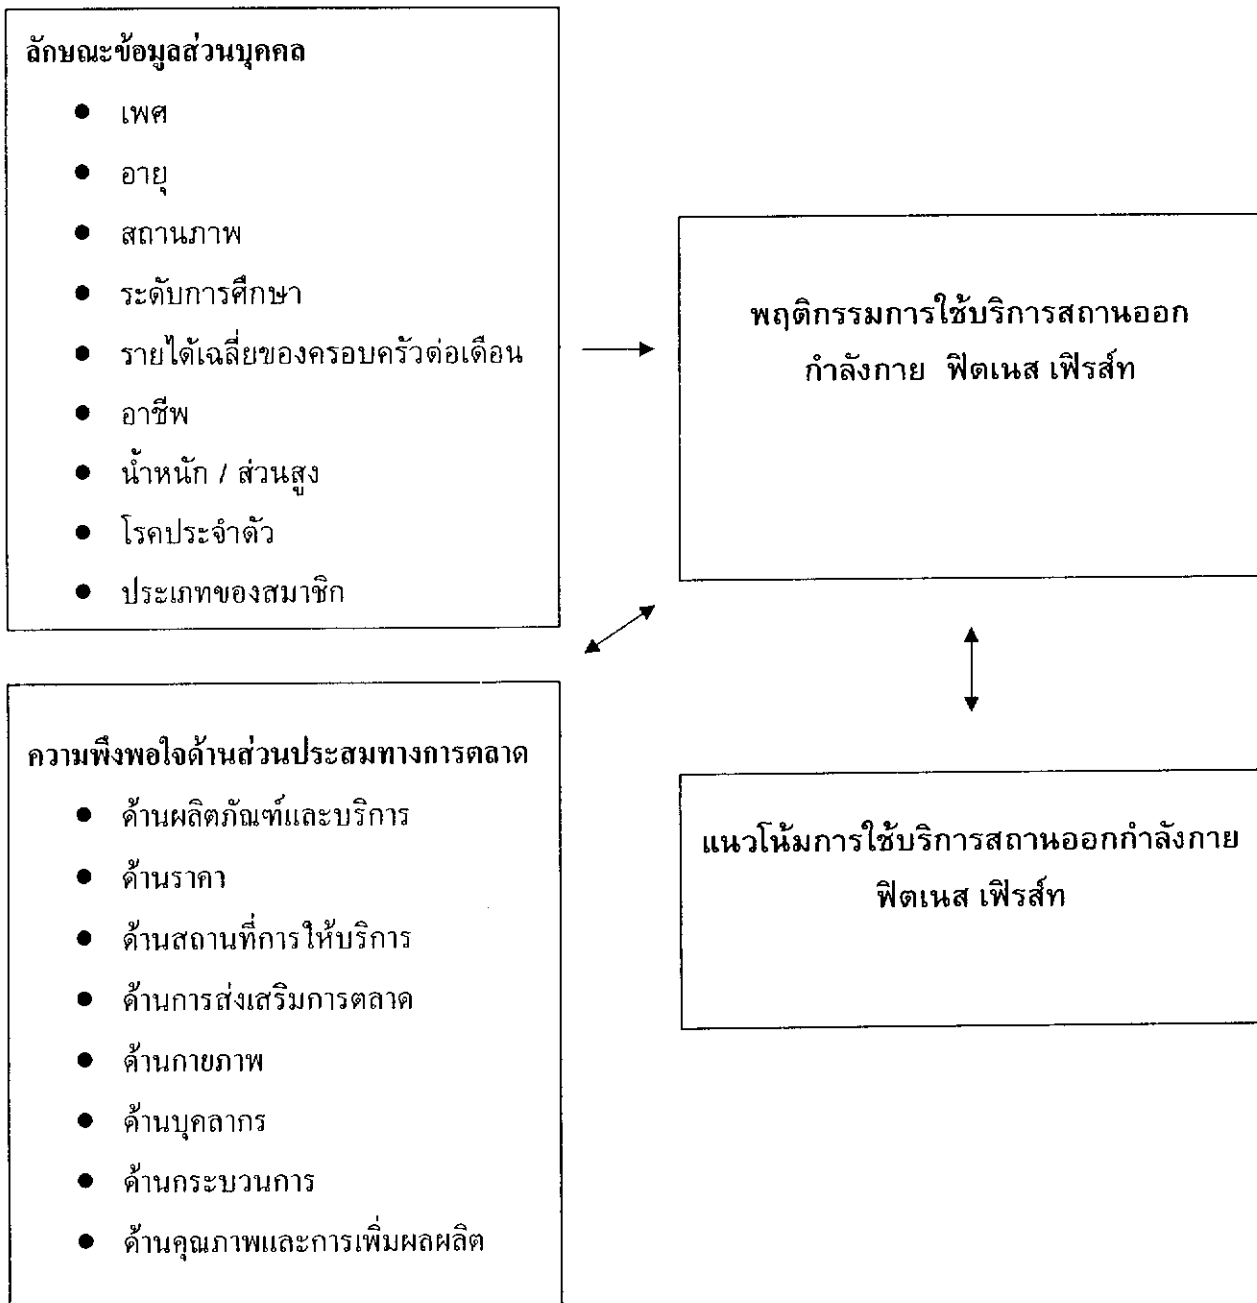 ลักษณะข้อมูลส่วนบุคคล
● เพศ
● อายุ
● สถานภาพ
● ระดับการศึกษา
● รายได้เฉลี่ยของครอบครัวต่อเดือน
● อาชีพ
● น้ำหนัก / ส่วนสูง
● โรคประจำตัว
● ประเภทของสมาชิก
พฤติกรรมการใช้บริการสถานออก
กำลังกาย ฟิตเนส เฟิรส์ท
ความพึงพอใจด้านส่วนประสมทางการตลาด
● ด้านผลิตภัณฑ์และบริการ
● ด้านราคา
● ด้านสถานที่การให้บริการ
● ด้านการส่งเสริมการตลาด
● ด้านกายภาพ
● ด้านบุคลากร
● ด้านกระบวนการ
● ด้านคุณภาพและการเพิ่มผลผลิต
แนวโน้มการใช้บริการสถานออกกำลังกาย
ฟิตเนส เฟิรส์ท